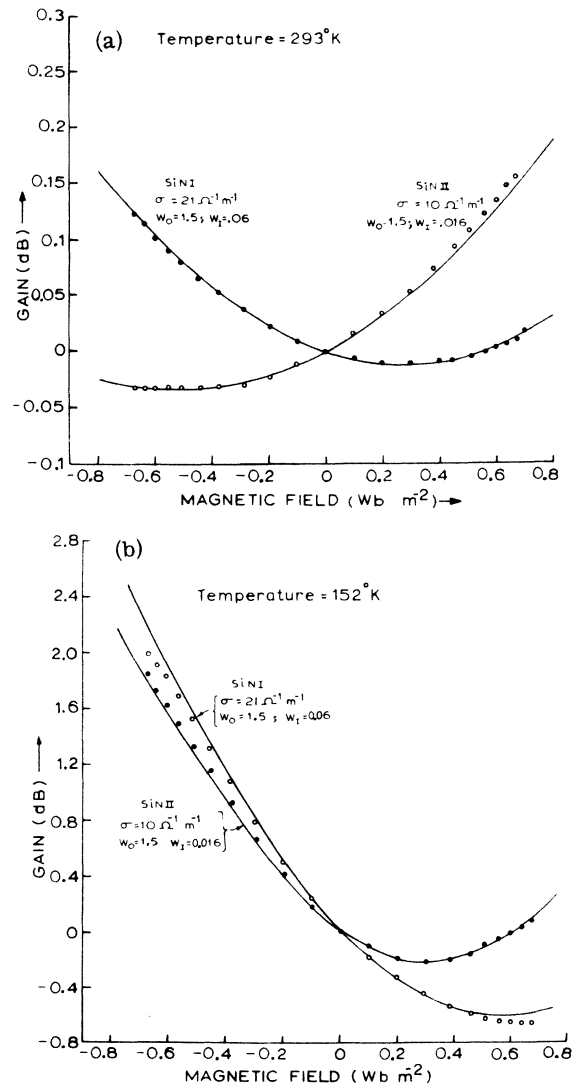 (a)
Temperature = 293°K
0.3
0.25
0.2
0.15
0.1
0.05
0
-0.05
-0.1
GAIN (dB)
SiN I
σ = 21 Ω⁻¹ m⁻¹
W₀=1.5; W_I=.06
SiN II
σ = 10 Ω⁻¹ m⁻¹
W₀=1.5; W_I=.016
-0.8 -0.6 -0.4 -0.2 0 0.2 0.4 0.6 0.8
MAGNETIC FIELD (Wb m⁻²)
(b)
Temperature = 152°K
2.8
2.4
2.0
1.6
1.2
0.8
0.4
0
-0.4
-0.8
GAIN (dB)
SiN I
σ = 21 Ω⁻¹ m⁻¹
W₀=1.5 ; W_I=0.06
SiN II
σ=10 Ω⁻¹ m⁻¹
W₀=1.5 W_I=0.016
-0.8 -0.6 -0.4 -0.2 0 0.2 0.4 0.6 0.8
MAGNETIC FIELD (Wb m⁻²)